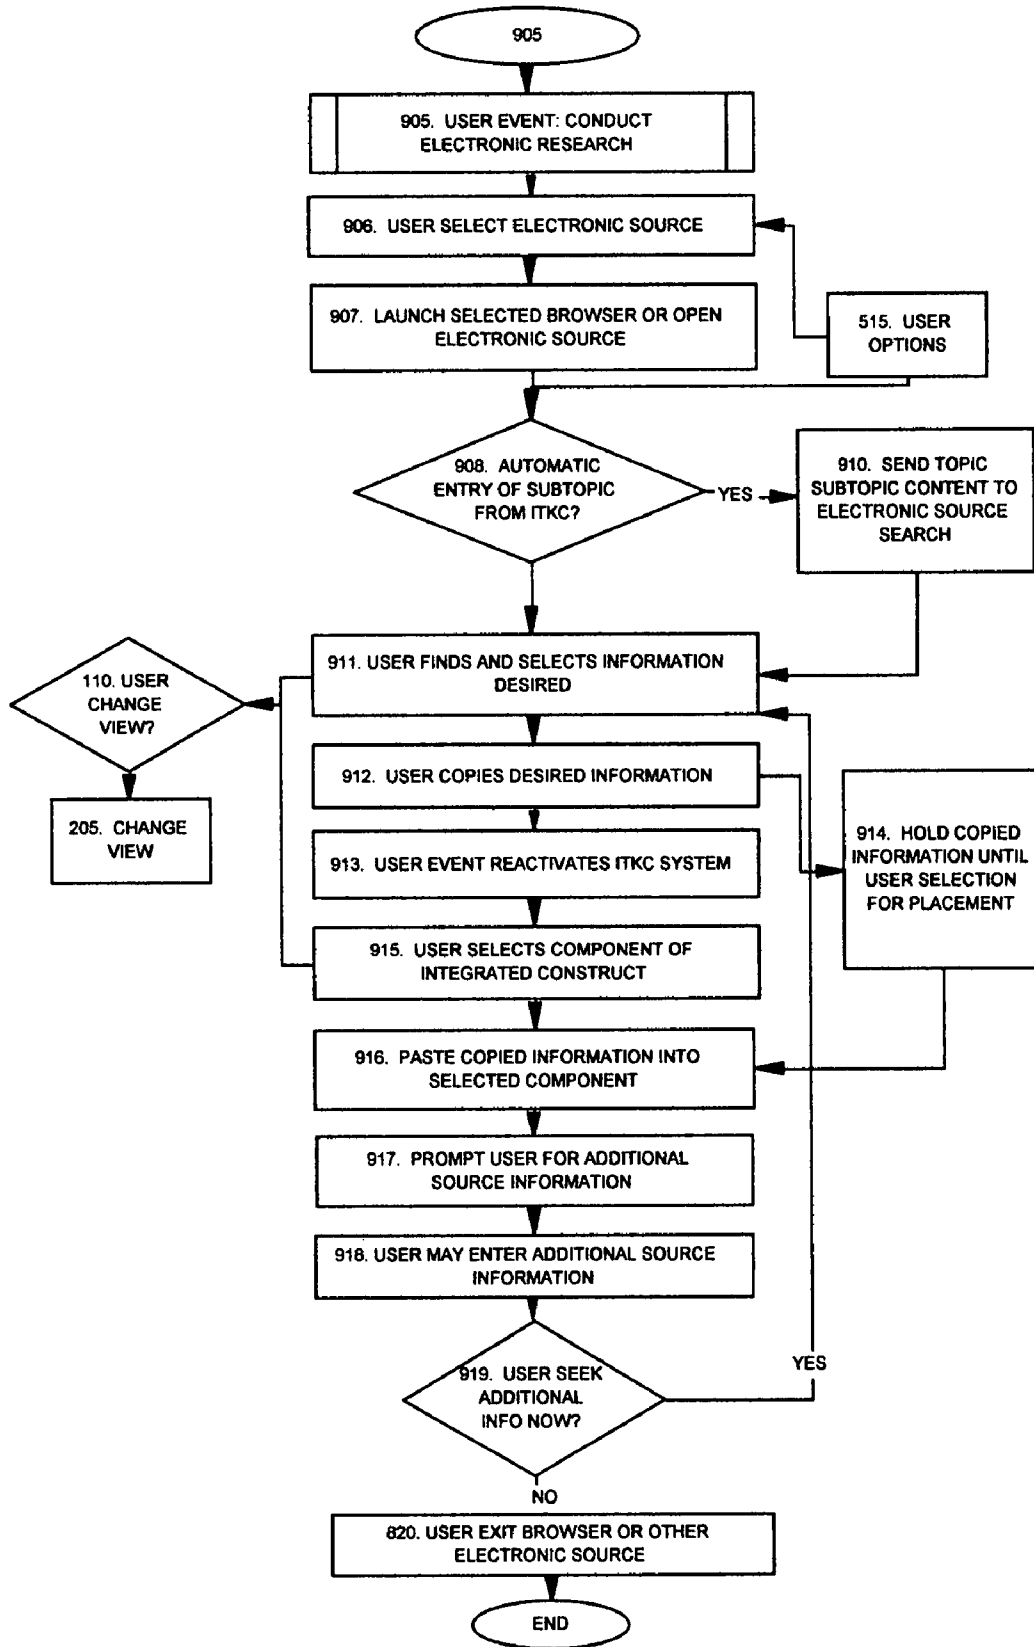 905
905. USER EVENT: CONDUCT
ELECTRONIC RESEARCH
906. USER SELECT ELECTRONIC SOURCE
907. LAUNCH SELECTED BROWSER OR OPEN
ELECTRONIC SOURCE
515. USER
OPTIONS
908. AUTOMATIC
ENTRY OF SUBTOPIC
FROM ITKC?
YES
910. SEND TOPIC
SUBTOPIC CONTENT TO
ELECTRONIC SOURCE
SEARCH
911. USER FINDS AND SELECTS INFORMATION
DESIRED
110. USER
CHANGE
VIEW?
205. CHANGE
VIEW
912. USER COPIES DESIRED INFORMATION
913. USER EVENT REACTIVATES ITKC SYSTEM
914. HOLD COPIED
INFORMATION UNTIL
USER SELECTION
FOR PLACEMENT
915. USER SELECTS COMPONENT OF
INTEGRATED CONSTRUCT
916. PASTE COPIED INFORMATION INTO
SELECTED COMPONENT
917. PROMPT USER FOR ADDITIONAL
SOURCE INFORMATION
918. USER MAY ENTER ADDITIONAL SOURCE
INFORMATION
919. USER SEEK
ADDITIONAL
INFO NOW?
YES
NO
820. USER EXIT BROWSER OR OTHER
ELECTRONIC SOURCE
END